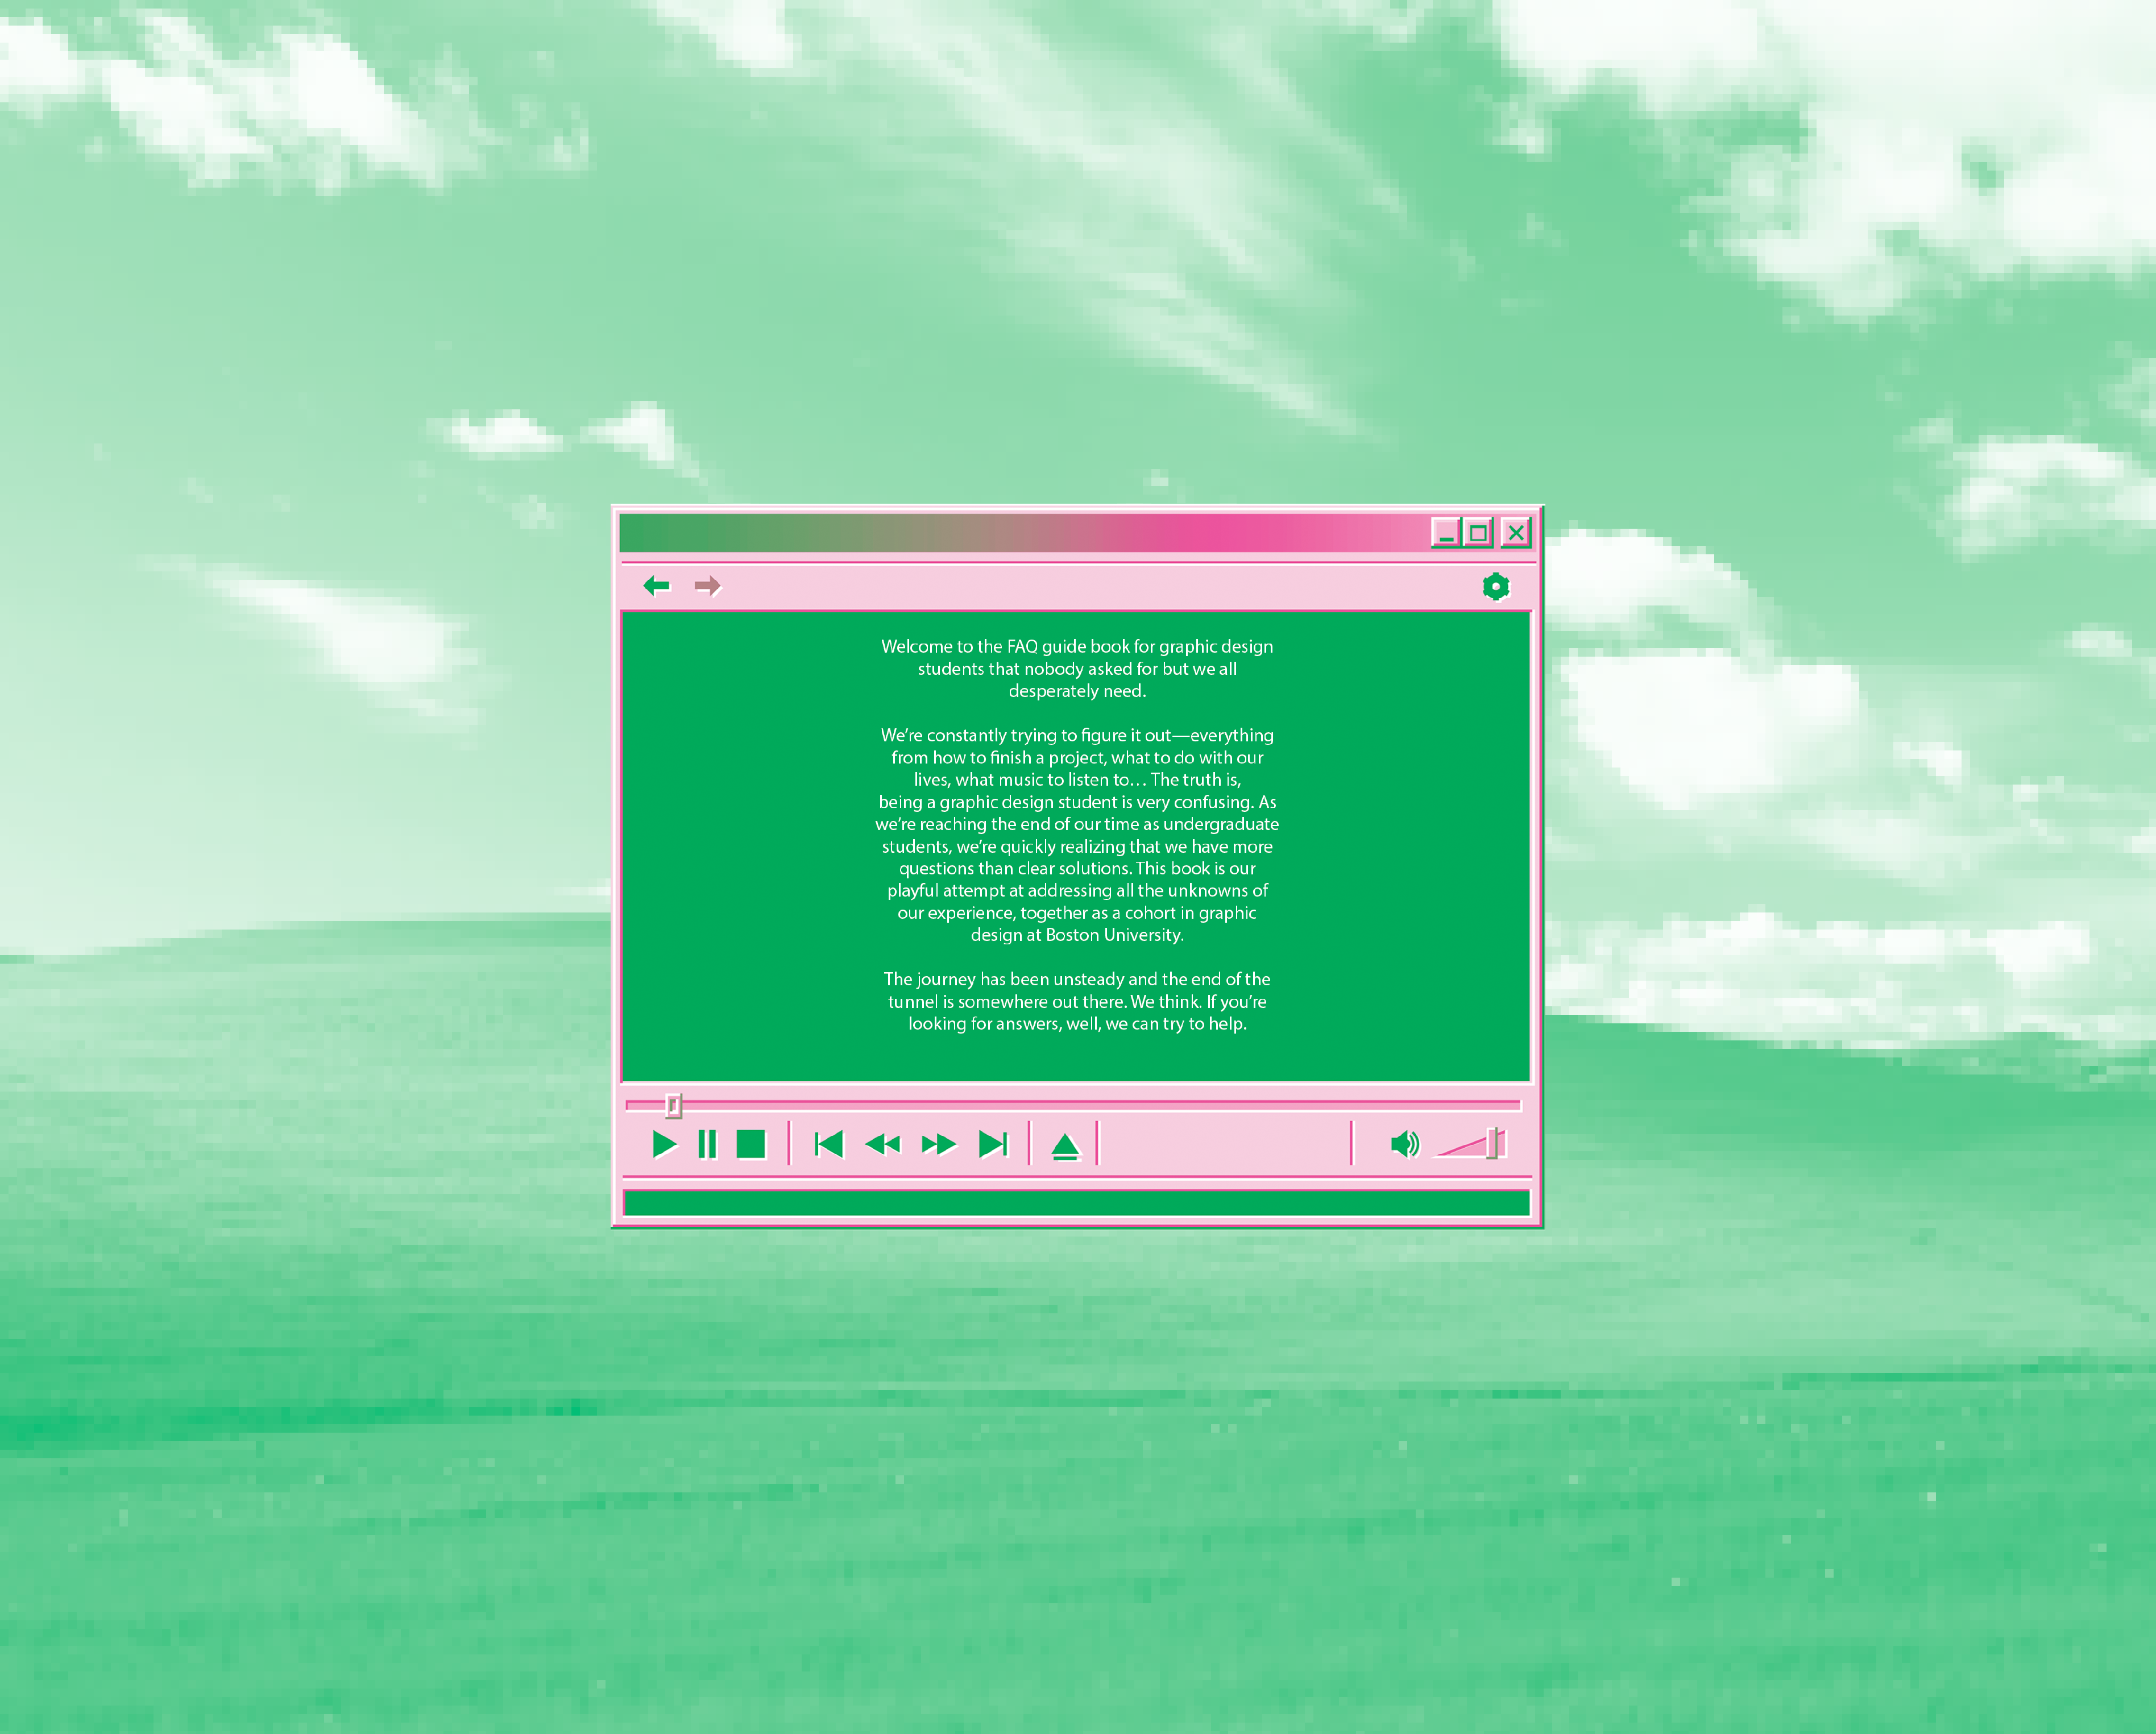 Welcome to the FAQ guide book for graphic design
students that nobody asked for but we all
desperately need.
We’re constantly trying to figure it out—everything
from how to finish a project, what to do with our
lives, what music to listen to… The truth is,
being a graphic design student is very confusing. As
we’re reaching the end of our time as undergraduate
students, we’re quickly realizing that we have more
questions than clear solutions. This book is our
playful attempt at addressing all the unknowns of
our experience, together as a cohort in graphic
design at Boston University.
The journey has been unsteady and the end of the
tunnel is somewhere out there. We think. If you’re
looking for answers, well, we can try to help.